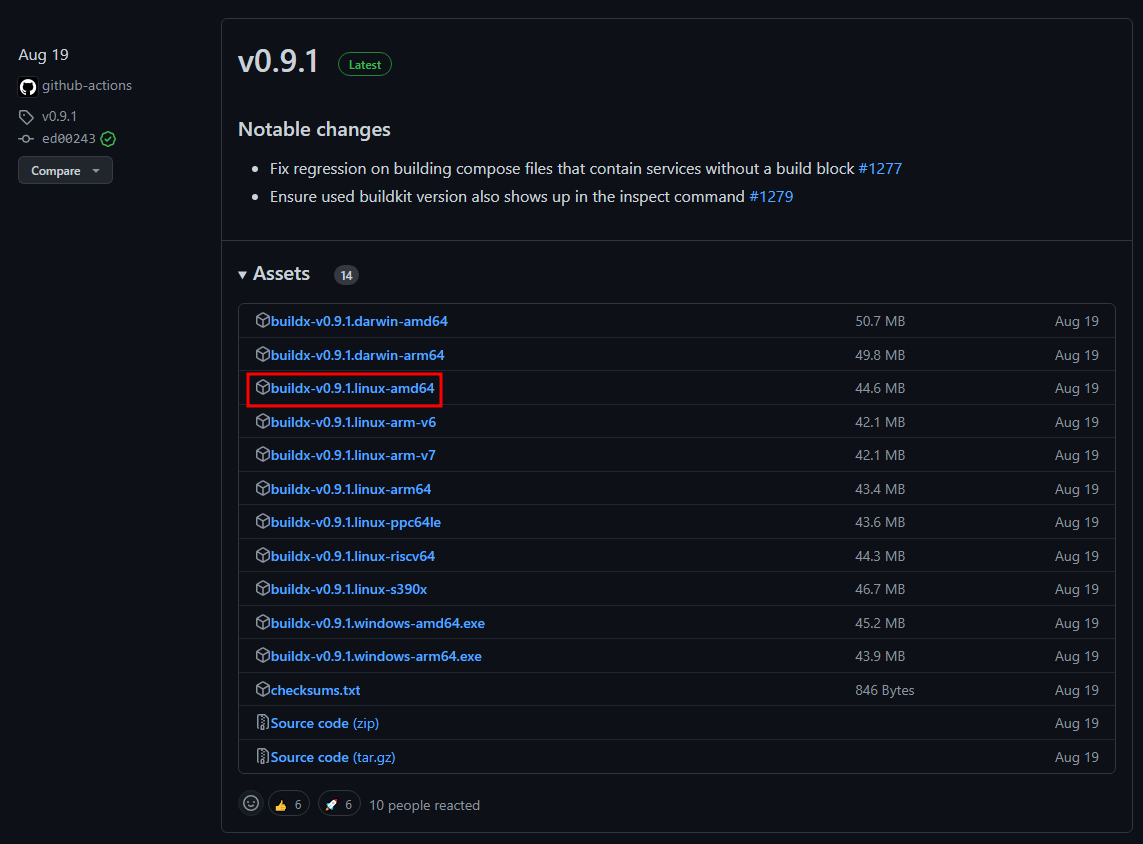 Aug 19
github-actions
v0.9.1
ed00243
Compare
v0.9.1 Latest
Notable changes
• Fix regression on building compose files that contain services without a build block #1277
• Ensure used buildkit version also shows up in the inspect command #1279
Assets 14
buildx-v0.9.1.darwin-amd64 50.7 MB Aug 19
buildx-v0.9.1.darwin-arm64 49.8 MB Aug 19
buildx-v0.9.1.linux-amd64 44.6 MB Aug 19
buildx-v0.9.1.linux-arm-v6 42.1 MB Aug 19
buildx-v0.9.1.linux-arm-v7 42.1 MB Aug 19
buildx-v0.9.1.linux-arm64 43.4 MB Aug 19
buildx-v0.9.1.linux-ppc64le 43.6 MB Aug 19
buildx-v0.9.1.linux-riscv64 44.3 MB Aug 19
buildx-v0.9.1.linux-s390x 46.7 MB Aug 19
buildx-v0.9.1.windows-amd64.exe 45.2 MB Aug 19
buildx-v0.9.1.windows-arm64.exe 43.9 MB Aug 19
checksums.txt 846 Bytes Aug 19
Source code (zip) Aug 19
Source code (tar.gz) Aug 19
👍 6 🚀 6 10 people reacted